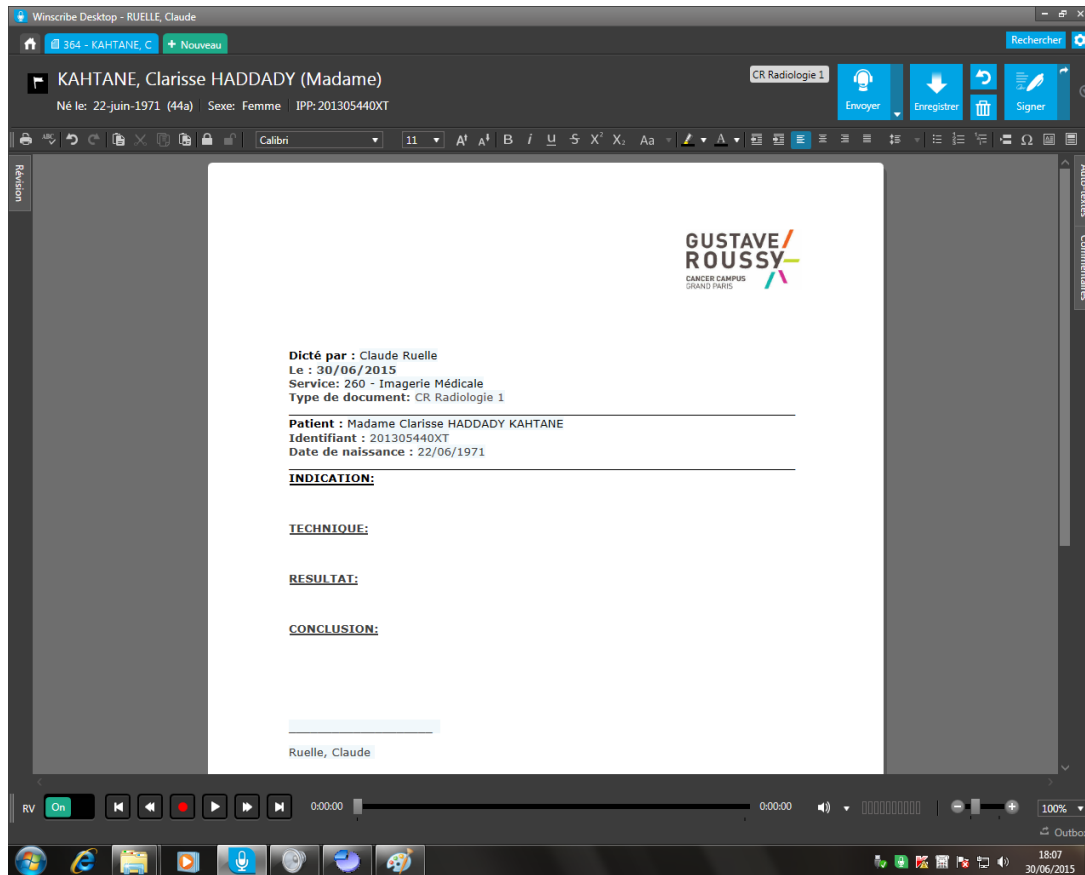 Winscribe Desktop - RUELLE, Claude
364 - KAHTANE, C
+ Nouveau
Rechercher
KAHTANE, Clarisse HADDADY (Madame)
Né le: 22-juin-1971 (44a) Sexe: Femme IPP: 201305440XT
CR Radiologie 1
Envoyer
Enregistrer
Signer
Calibri
11
Révision
Auto-textes
Commentaires
GUSTAVE
ROUSSY
CANCER CAMPUS
GRAND PARIS
Dicté par : Claude Ruelle
Le : 30/06/2015
Service: 260 - Imagerie Médicale
Type de document: CR Radiologie 1
Patient : Madame Clarisse HADDADY KAHTANE
Identifiant : 201305440XT
Date de naissance : 22/06/1971
INDICATION:
TECHNIQUE:
RESULTAT:
CONCLUSION:
Ruelle, Claude
RV On 0:00:00 0:00:00 100%
Outbo
18:07
30/06/2015